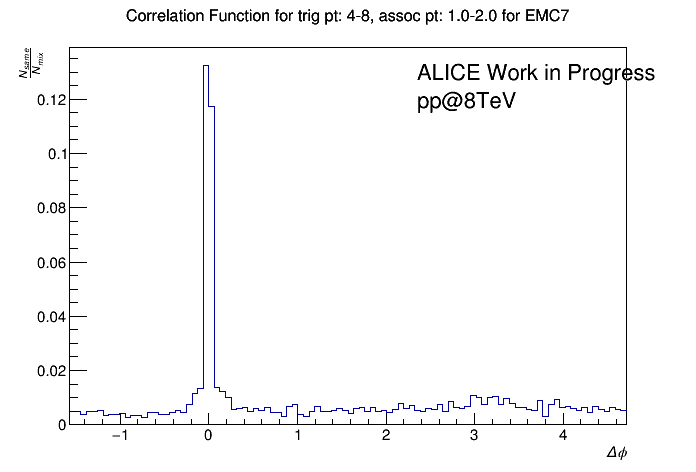 Correlation Function for trig pt: 4-8, assoc pt: 1.0-2.0 for EMC7
N_same
N_mix
ALICE Work in Progress
pp@8TeV
0.12
0.1
0.08
0.06
0.04
0.02
0
−1 0 1 2 3 4
Δϕ